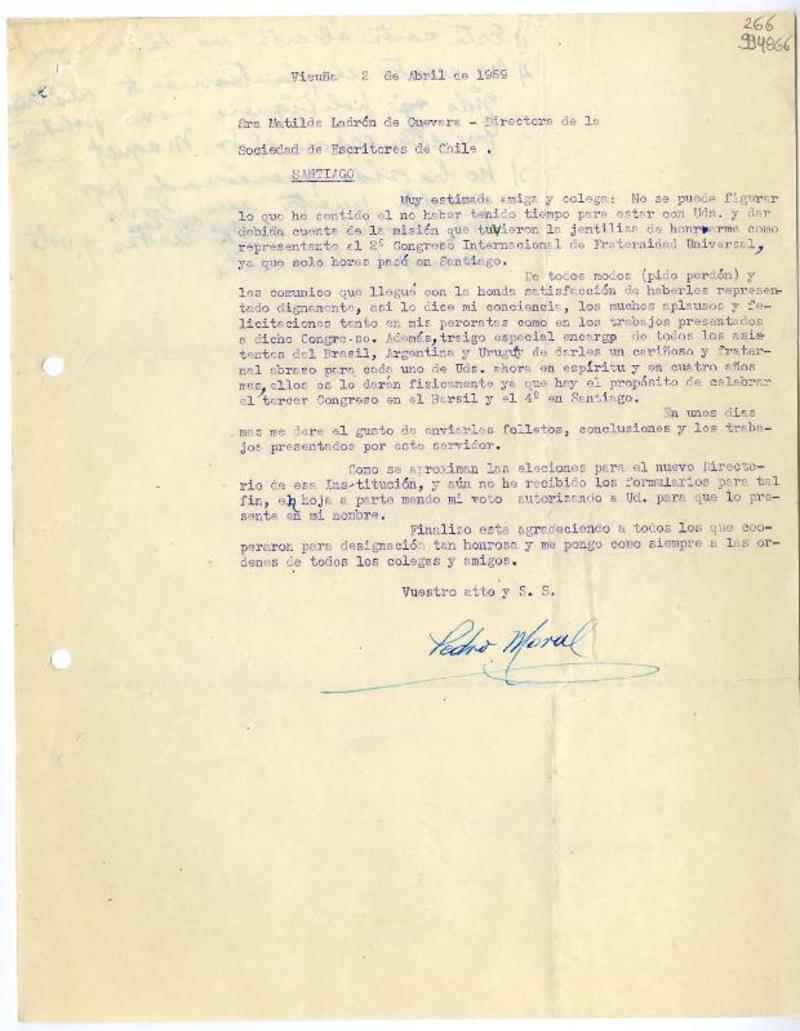 266
994866
Vicuña 2 de Abril de 1959
Sra Matilde Ladrón de Guevara - Directora de la
Sociedad de Escritores de Chile .
SANTIAGO
Muy estimada amiga y colega: No se puede figurar
lo que he sentido el no haber tenido tiempo para estar con Uds. y dar
debida cuenta de la misión que tuvieron la jentiliza de honrarme como
representante al 2º Congreso Internacional de Fraternidad Universal,
ya que solo horas pasé en Santiago.
De todos modos (pido perdón) y
les comunico que llegué con la honda satisfacción de haberles represen-
tado dignamente, asi lo dice mi conciencia, los muchos aplausos y fe-
licitaciones tanto en mis peroratas como en los trabajos presentados
a dicho Congreso. Además, traigo especial encargo de todos los asis
tentes del Brasil, Argentina y Uruguy de darles un cariñoso y frater-
nal abrazo para cada uno de Uds. ahora en espíritu y en cuatro años
mas, ellos os lo darán fisicamente ya que hay el propósito de celabrar
el tercer Congreso en el Barsil y el 4º en Santiago.
En unos dias
mas me dare el gusto de enviarles folletos, conclusiones y los traba-
jos presentados por este servidor.
Como se aproximan las eleciones para el nuevo Directo-
rio de esa Institución, y aún no he recibido los formularios para tal
fin, en hoja a parte mando mi voto autorizando a Ud. para que lo pre-
sente en mi nombre.
Finalizo esta agradeciendo a todos los que coo-
peraron para designación tan honrosa y me pongo como siempre a las or-
denes de todos los colegas y amigos.
Vuestro atto y S. S.
Pedro Moral